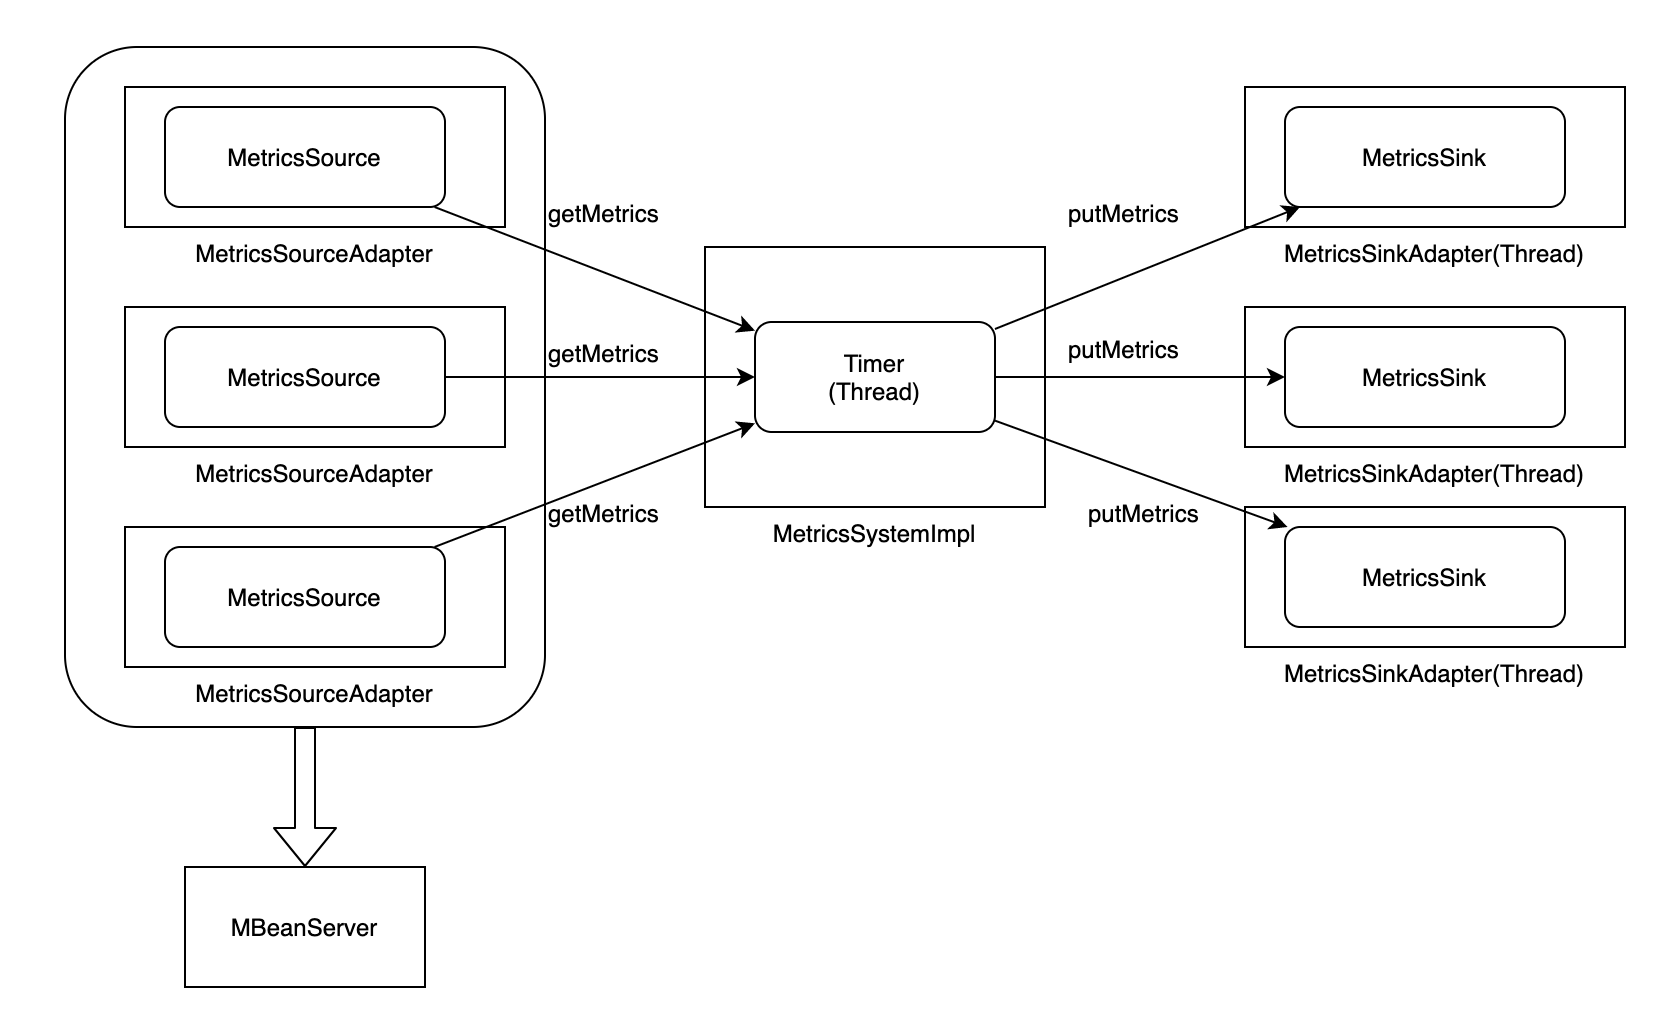 MetricsSource
MetricsSourceAdapter
getMetrics
MetricsSource
MetricsSourceAdapter
getMetrics
MetricsSource
MetricsSourceAdapter
getMetrics
Timer
(Thread)
MetricsSystemImpl
putMetrics
MetricsSink
MetricsSinkAdapter(Thread)
putMetrics
MetricsSink
MetricsSinkAdapter(Thread)
putMetrics
MetricsSink
MetricsSinkAdapter(Thread)
MBeanServer